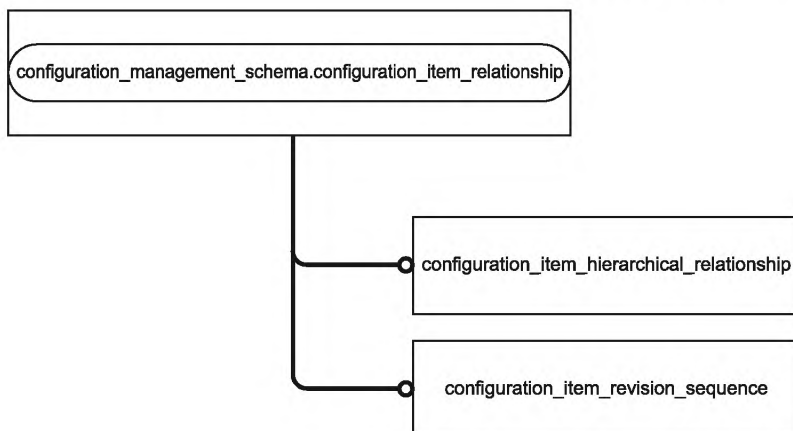 configuration_management_schema.configuration_item_relationship
configuration_item_hierarchical_relationship
configuration_item_revision_sequence